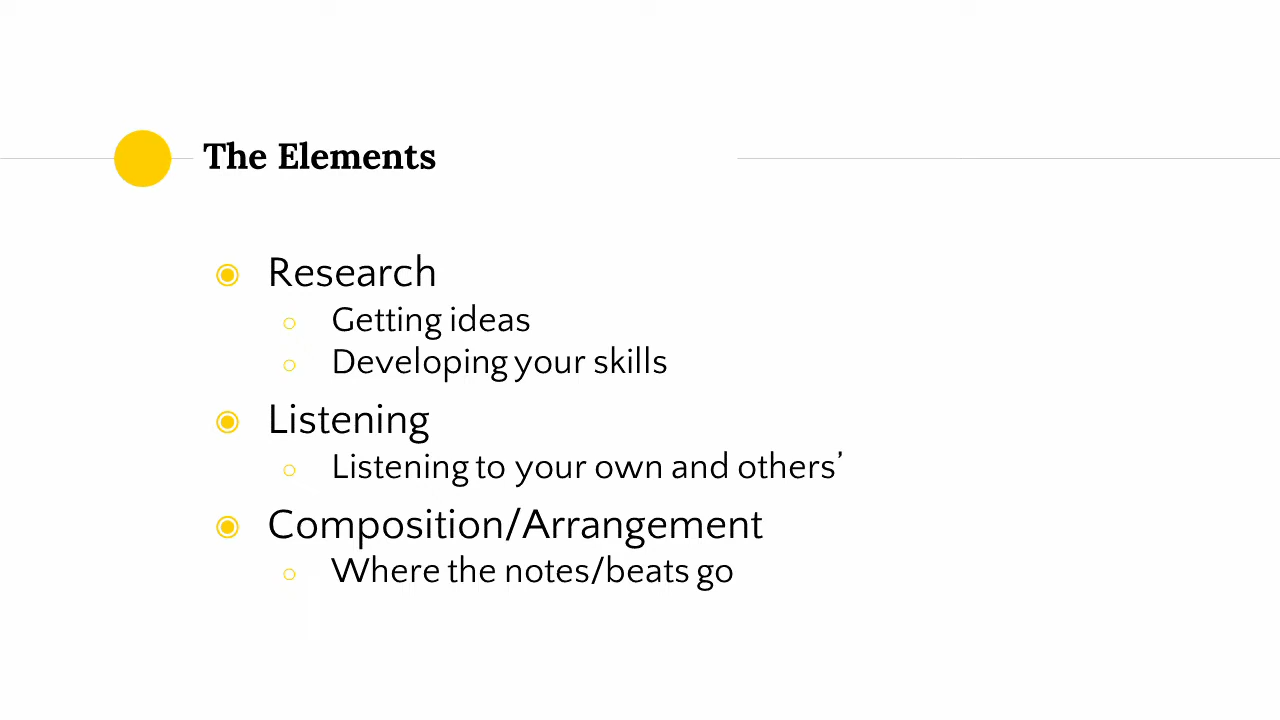 The Elements
Research
Getting ideas
Developing your skills
Listening
Listening to your own and others’
Composition/Arrangement
Where the notes/beats go